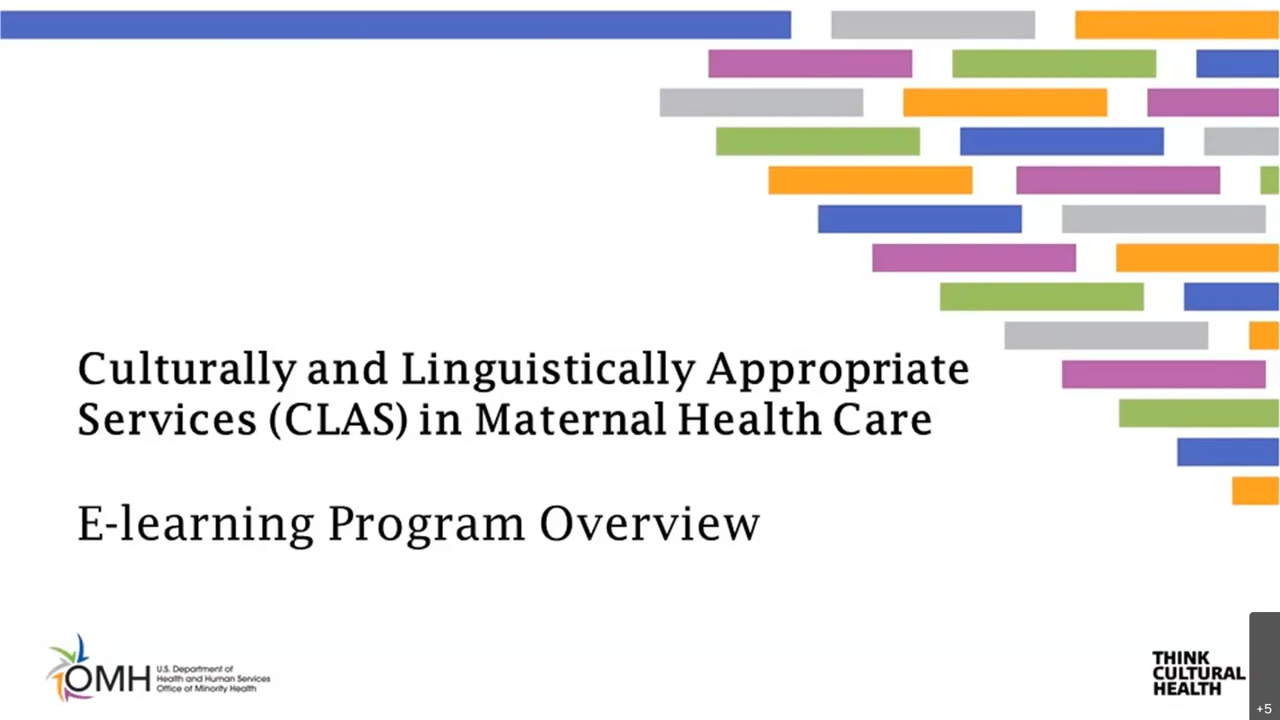 Culturally and Linguistically Appropriate
Services (CLAS) in Maternal Health Care
E-learning Program Overview
OMH
U.S. Department of
Health and Human Services
Office of Minority Health
THINK
CULTURAL
HEALTH
+5